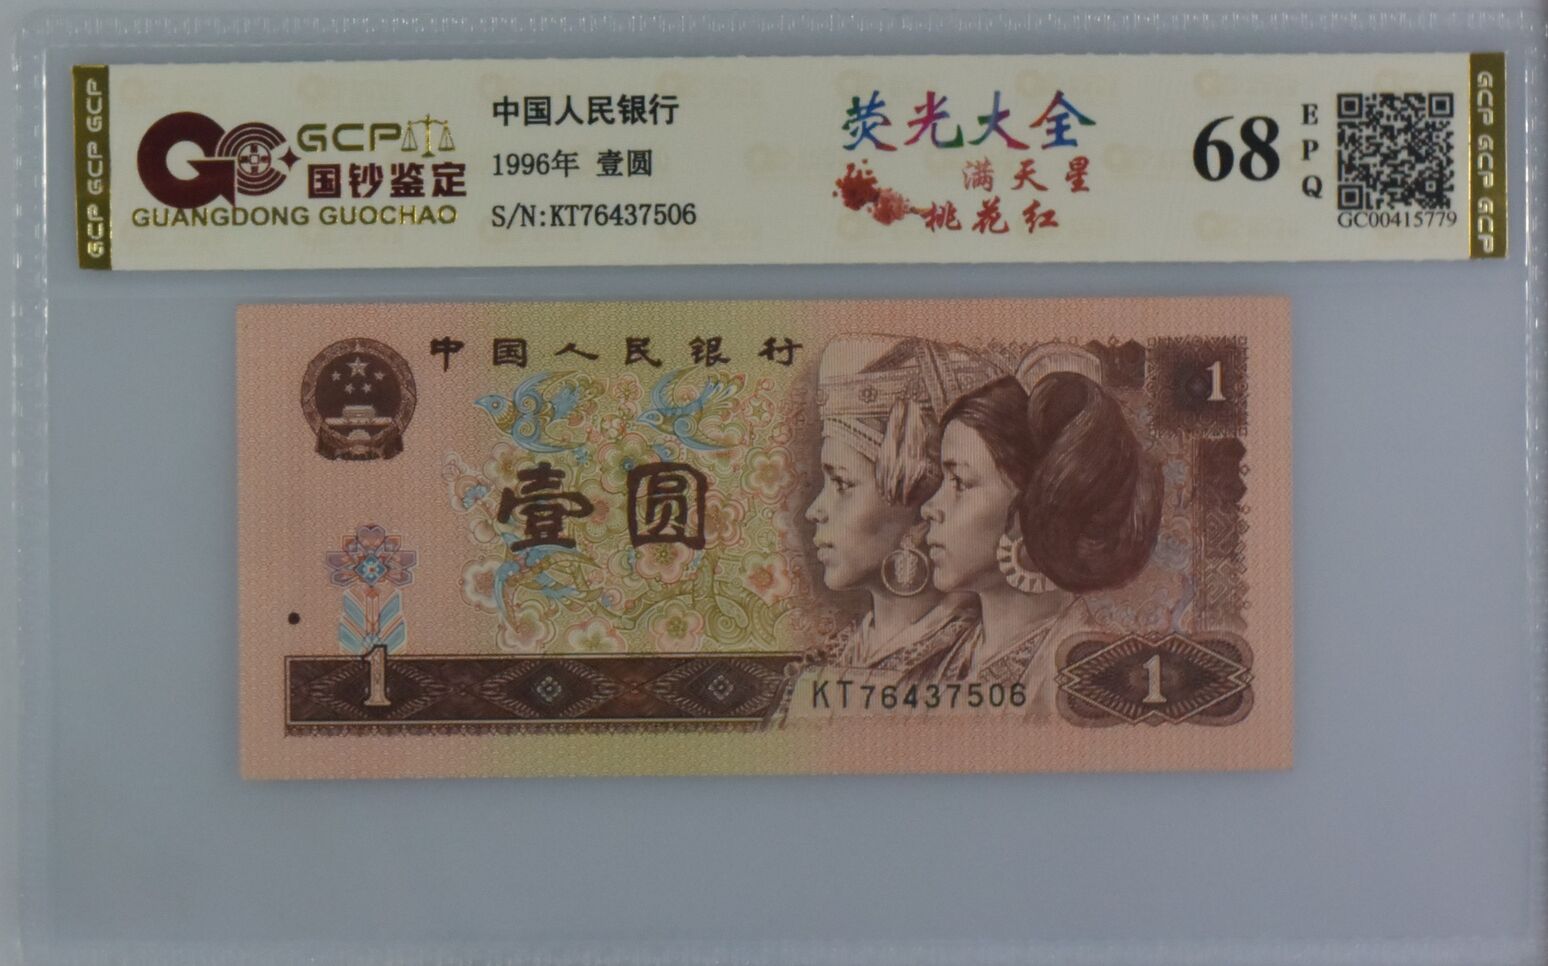 GCP GCP GCP
GCP
国钞鉴定
GUANGDONG GUOCHAO
中国人民银行
1996年 壹圆
S/N:KT76437506
荧光大全
满天星
桃花红
68
EPQ
GC00415779
GCP GCP GCP
中国人民银行
1
壹圆
1
KT76437506
1